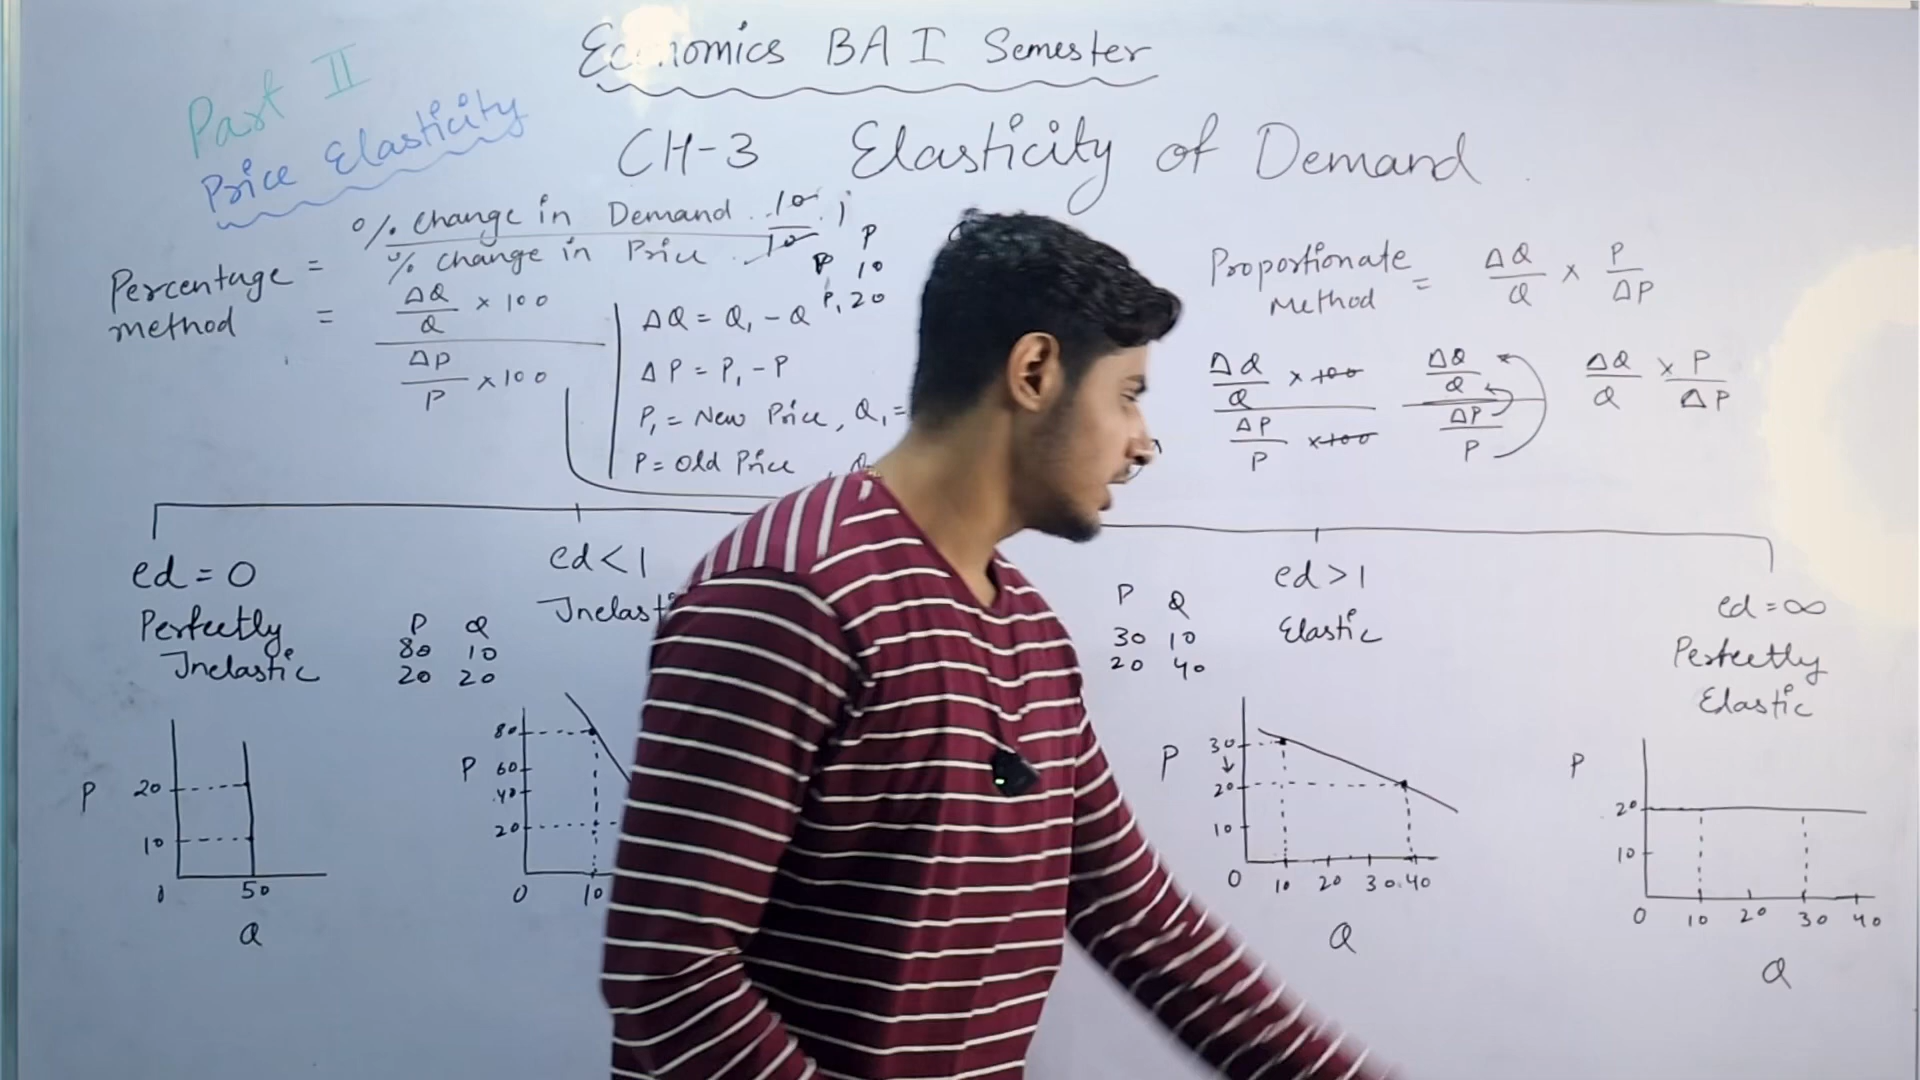 Economics BA I Semester
Part II
Price Elasticity
CH-3 Elasticity of Demand
Percentage method = % change in Demand / % change in Price
10 / 10
= ΔQ/Q × 100 / ΔP/P × 100
P
P 10
P₁ 20
ΔQ = Q₁ - Q
ΔP = P₁ - P
P₁ = New Price, Q₁ =
P = Old Price ,
Proportionate Method = ΔQ/Q × P/ΔP
ΔQ/Q × 100 / ΔP/P × 100
ΔQ/Q / ΔP/P
ΔQ/Q × P/ΔP
ed = 0
Perfectly
Inelastic
P 20 10 0 50 Q
ed < 1
P Q
80 10
20 20
P 80 60 40 20 0 10
P Q
30 10
20 40
ed > 1
Elastic
P 30 ↓ 20 10 0 10 20 30 40 Q
ed = ∞
Perfectly
Elastic
P 20 10 0 10 20 30 40 Q